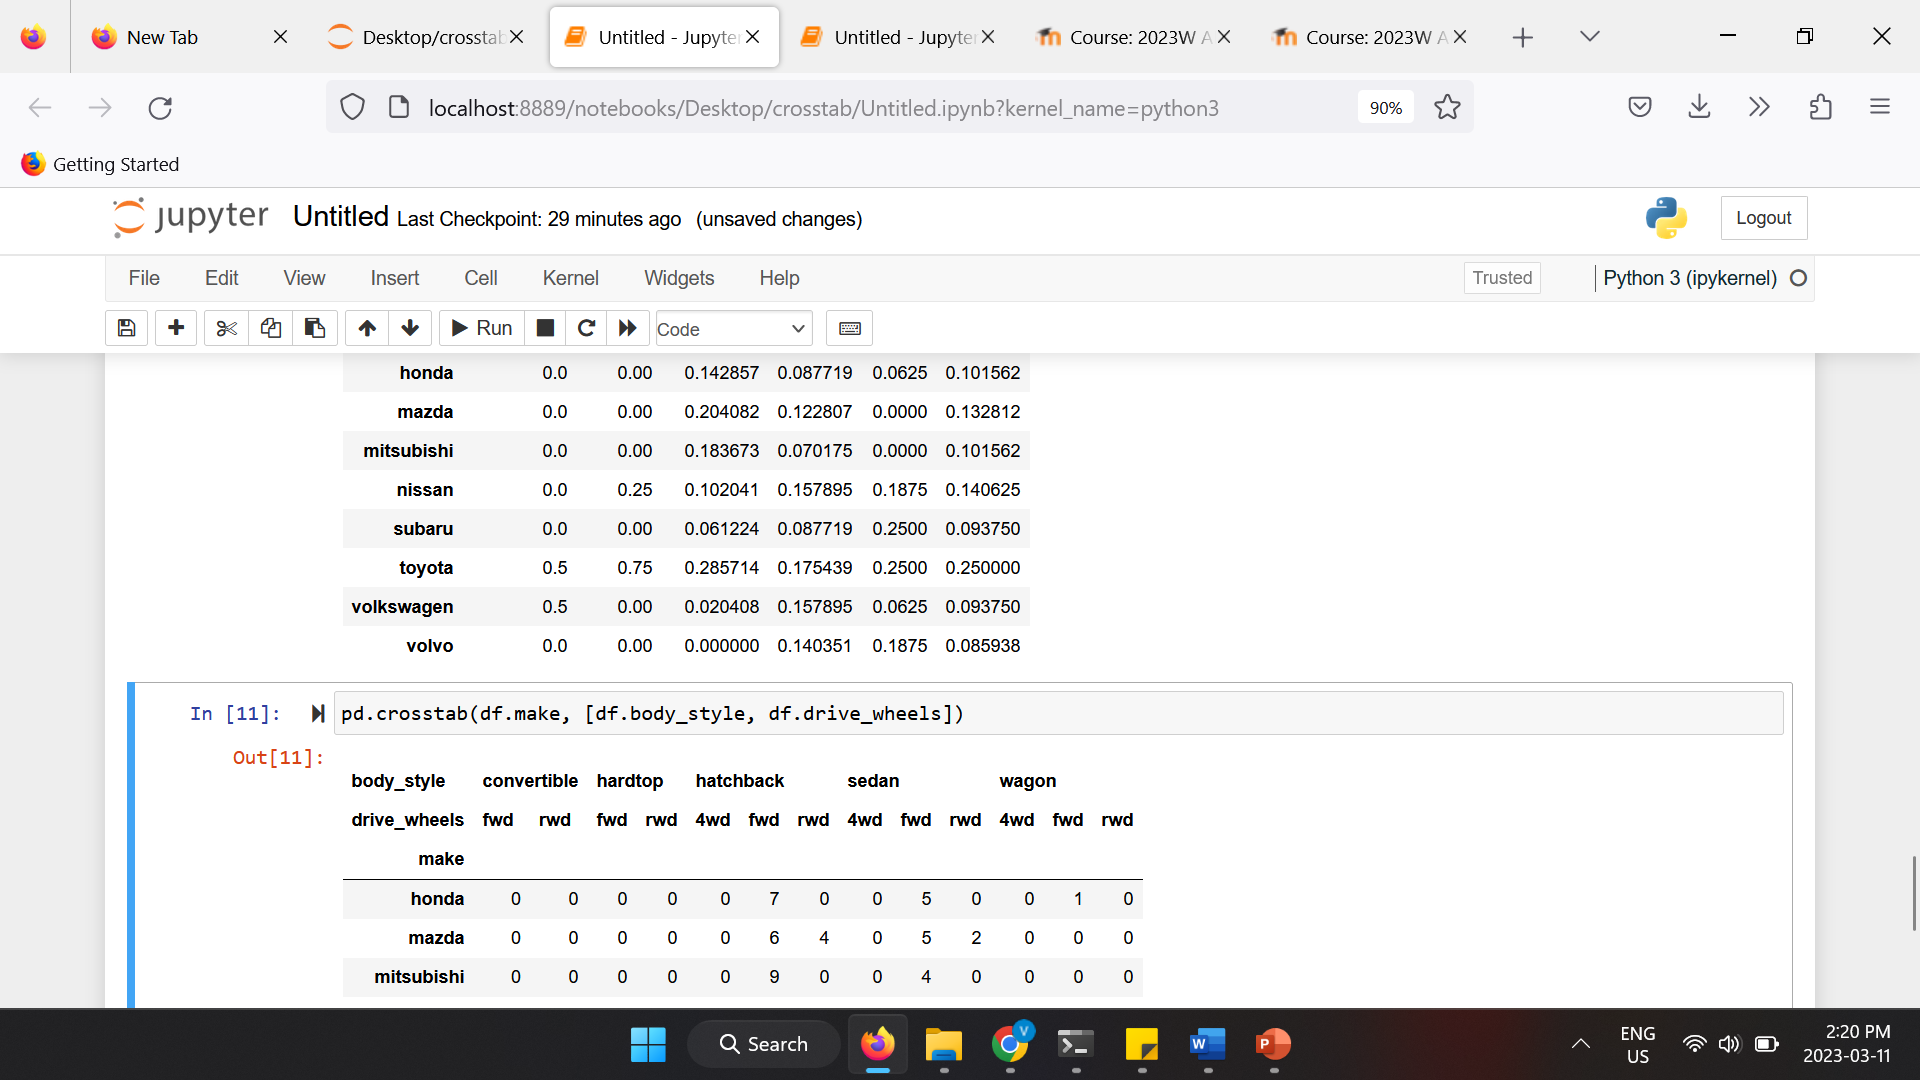 New Tab
Desktop/crosstab
Untitled - Jupyter
Untitled - Jupyter
Course: 2023W A
Course: 2023W A
localhost:8889/notebooks/Desktop/crosstab/Untitled.ipynb?kernel_name=python3
90%
Getting Started
jupyter Untitled Last Checkpoint: 29 minutes ago (unsaved changes)
Logout
File Edit View Insert Cell Kernel Widgets Help
Trusted
Python 3 (ipykernel)
Run
Code
honda 0.0 0.00 0.142857 0.087719 0.0625 0.101562
mazda 0.0 0.00 0.204082 0.122807 0.0000 0.132812
mitsubishi 0.0 0.00 0.183673 0.070175 0.0000 0.101562
nissan 0.0 0.25 0.102041 0.157895 0.1875 0.140625
subaru 0.0 0.00 0.061224 0.087719 0.2500 0.093750
toyota 0.5 0.75 0.285714 0.175439 0.2500 0.250000
volkswagen 0.5 0.00 0.020408 0.157895 0.0625 0.093750
volvo 0.0 0.00 0.000000 0.140351 0.1875 0.085938
In [11]: pd.crosstab(df.make, [df.body_style, df.drive_wheels])
Out[11]:
body_style convertible hardtop hatchback sedan wagon
drive_wheels fwd rwd fwd rwd 4wd fwd rwd 4wd fwd rwd 4wd fwd rwd
make
honda 0 0 0 0 0 7 0 0 5 0 0 1 0
mazda 0 0 0 0 0 6 4 0 5 2 0 0 0
mitsubishi 0 0 0 0 0 9 0 0 4 0 0 0 0
Search
V
W
P
ENG
US
2:20 PM
2023-03-11